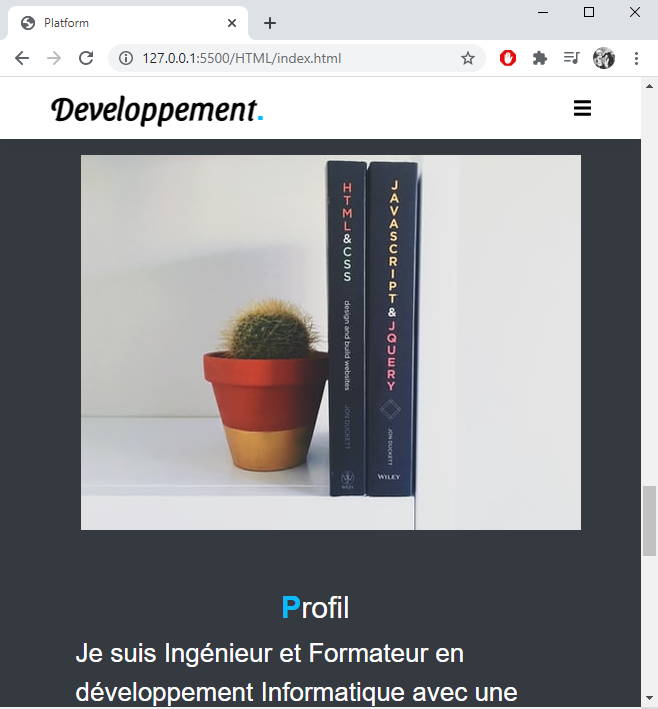 Platform
127.0.0.1:5500/HTML/index.html
Developpement.
HTML&CSS
design and build websites
JON DUCKETT
WILEY
JAVASCRIPT & JQUERY
JON DUCKETT
WILEY
Profil
Je suis Ingénieur et Formateur en
développement Informatique avec une